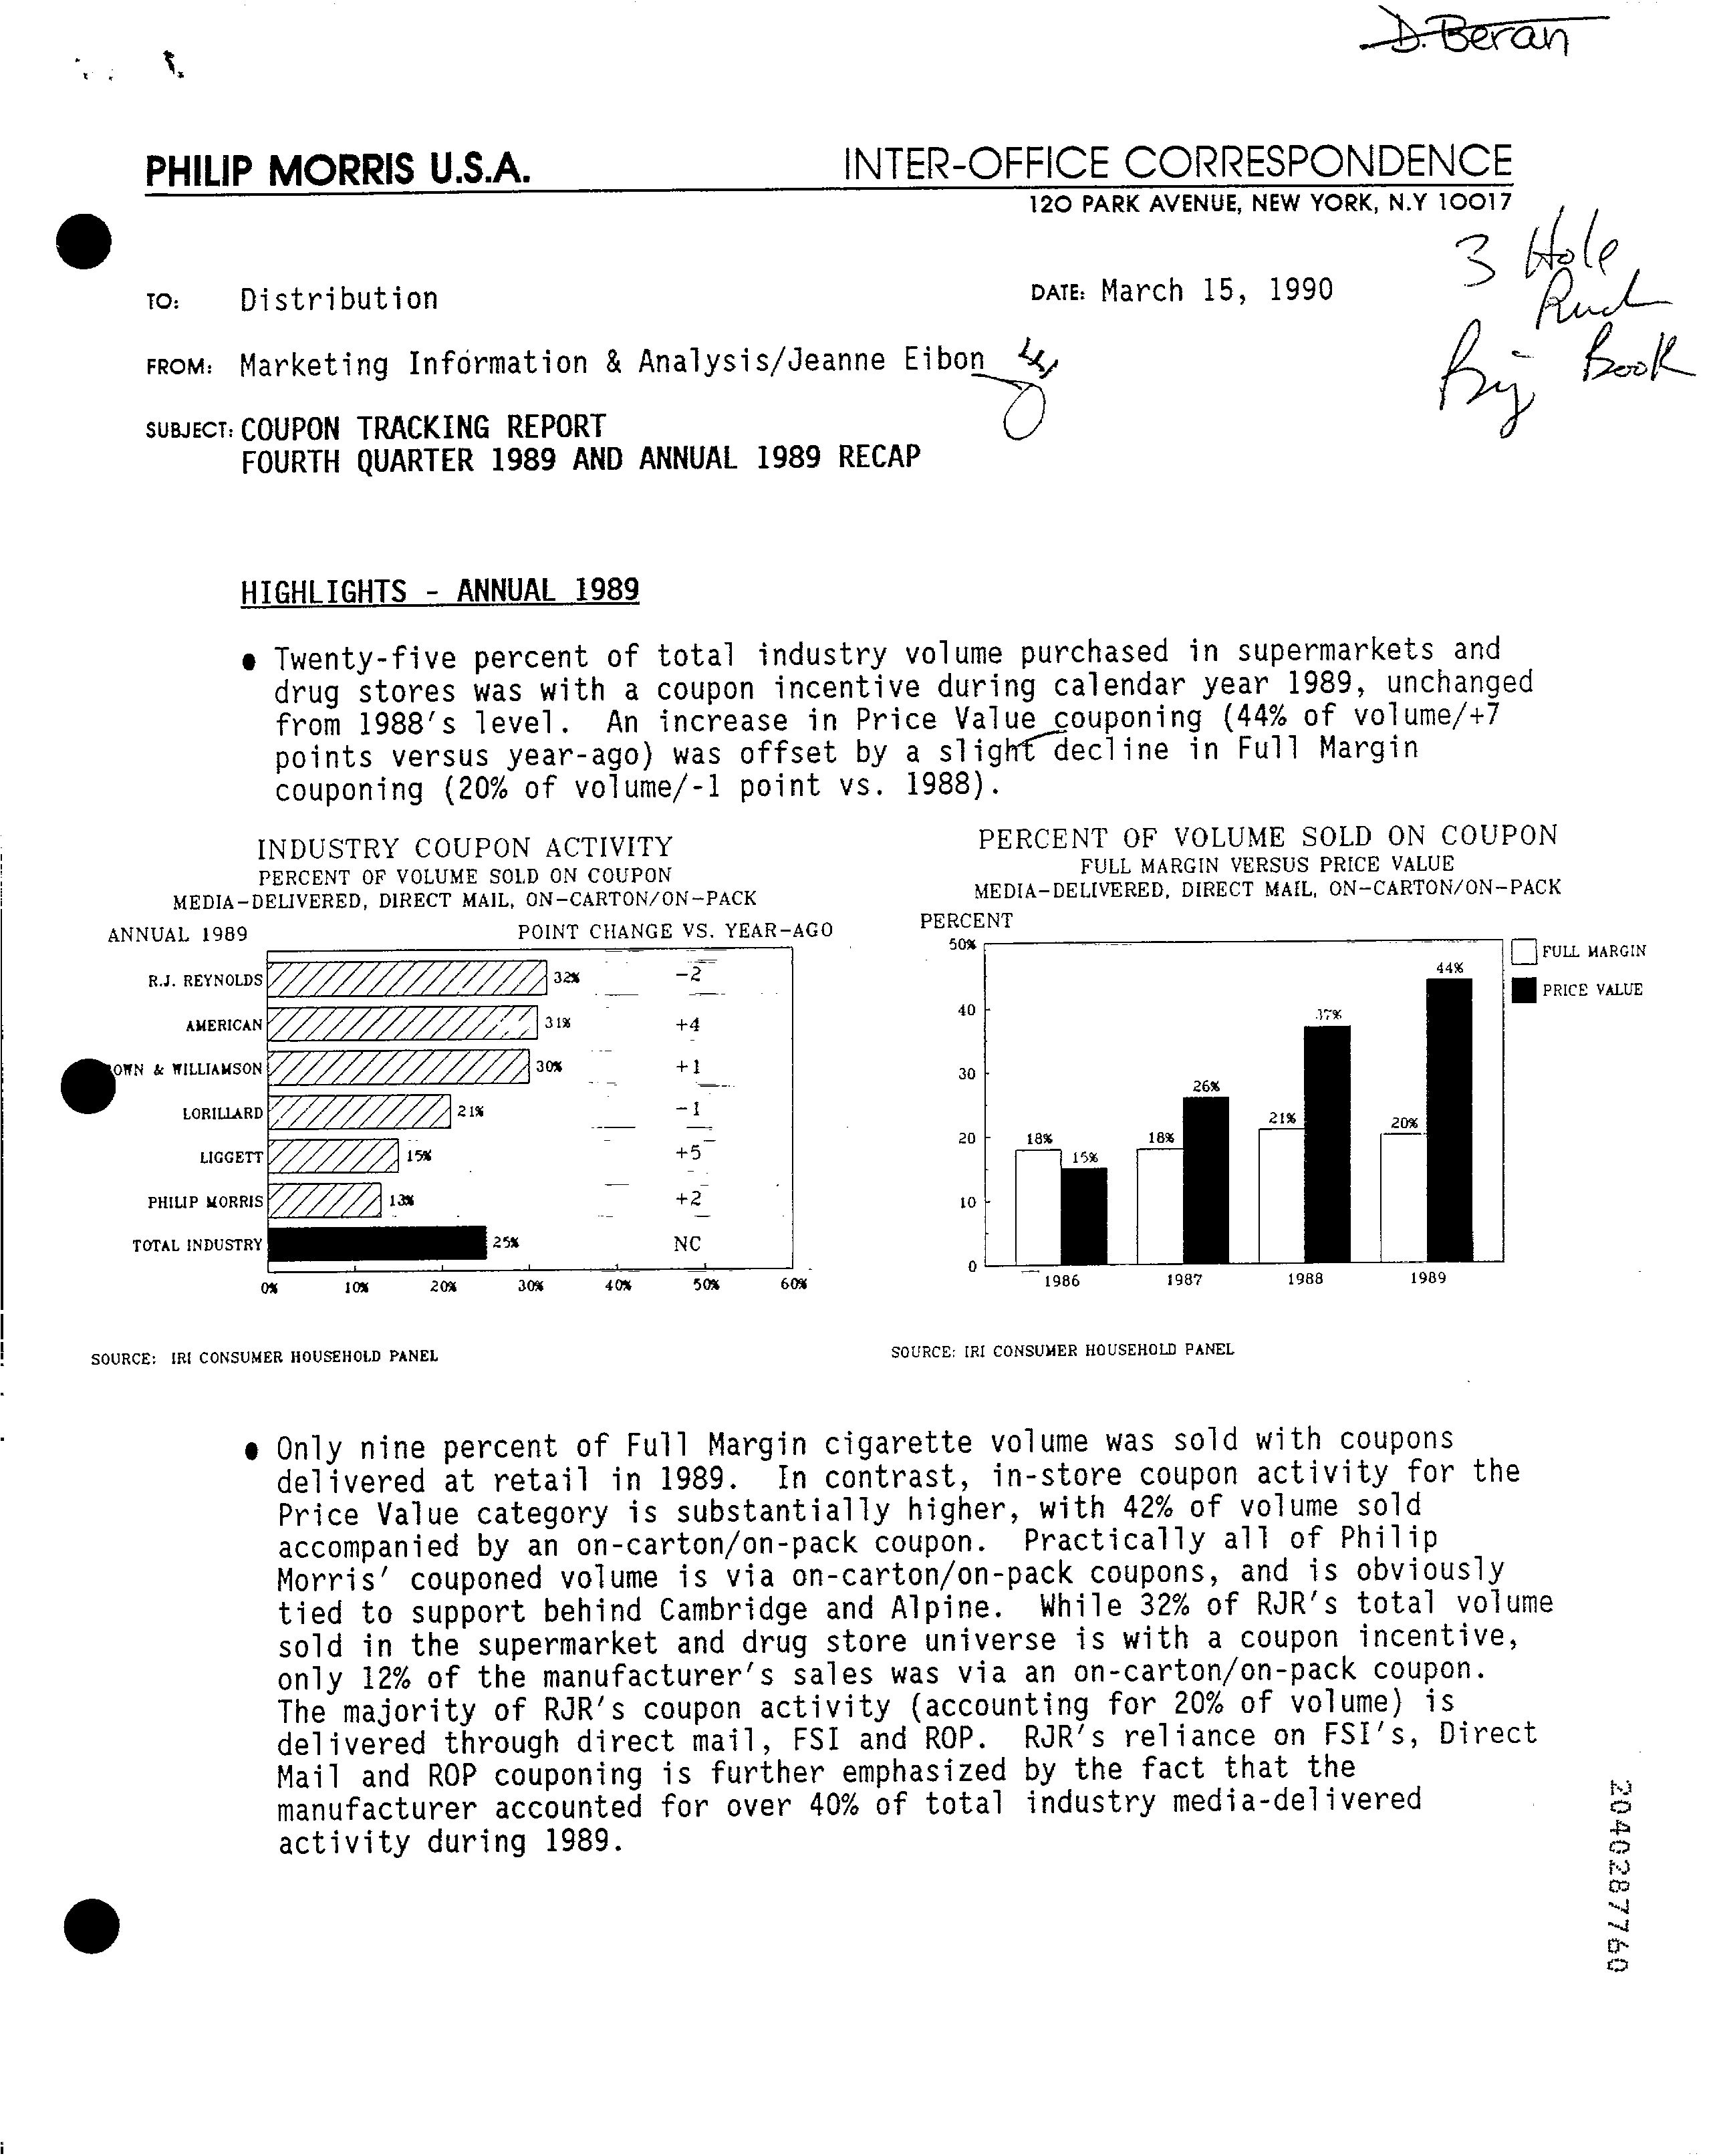 D. Beran
PHILIP MORRIS U.S.A.
INTER-OFFICE CORRESPONDENCE
120 PARK AVENUE, NEW YORK, N.Y 10017
3 Hole
Big Book
TO: Distribution
DATE: March 15, 1990
FROM: Marketing Information & Analysis/Jeanne Eibon
SUBJECT: COUPON TRACKING REPORT
FOURTH QUARTER 1989 AND ANNUAL 1989 RECAP
HIGHLIGHTS - ANNUAL 1989
● Twenty-five percent of total industry volume purchased in supermarkets and
drug stores was with a coupon incentive during calendar year 1989, unchanged
from 1988's level. An increase in Price Value couponing (44% of volume/+7
points versus year-ago) was offset by a slight decline in Full Margin
couponing (20% of volume/-1 point vs. 1988).
INDUSTRY COUPON ACTIVITY
PERCENT OF VOLUME SOLD ON COUPON
MEDIA-DELIVERED, DIRECT MAIL, ON-CARTON/ON-PACK
ANNUAL 1989 POINT CHANGE VS. YEAR-AGO
R.J. REYNOLDS 32% -2
AMERICAN 31% +4
OWN & WILLIAMSON 30% +1
LORILLARD 21% -1
LIGGETT 15% +5
PHILIP MORRIS 13% +2
TOTAL INDUSTRY 25% NC
0% 10% 20% 30% 40% 50% 60%
SOURCE: IRI CONSUMER HOUSEHOLD PANEL
PERCENT OF VOLUME SOLD ON COUPON
FULL MARGIN VERSUS PRICE VALUE
MEDIA-DELIVERED, DIRECT MAIL, ON-CARTON/ON-PACK
PERCENT
50%
40
30
20
10
0
18% 15% 18% 26% 21% 37% 20% 44%
1986 1987 1988 1989
FULL MARGIN
PRICE VALUE
SOURCE: IRI CONSUMER HOUSEHOLD PANEL
● Only nine percent of Full Margin cigarette volume was sold with coupons
delivered at retail in 1989. In contrast, in-store coupon activity for the
Price Value category is substantially higher, with 42% of volume sold
accompanied by an on-carton/on-pack coupon. Practically all of Philip
Morris' couponed volume is via on-carton/on-pack coupons, and is obviously
tied to support behind Cambridge and Alpine. While 32% of RJR's total volume
sold in the supermarket and drug store universe is with a coupon incentive,
only 12% of the manufacturer's sales was via an on-carton/on-pack coupon.
The majority of RJR's coupon activity (accounting for 20% of volume) is
delivered through direct mail, FSI and ROP. RJR's reliance on FSI's, Direct
Mail and ROP couponing is further emphasized by the fact that the
manufacturer accounted for over 40% of total industry media-delivered
activity during 1989.
2040287760